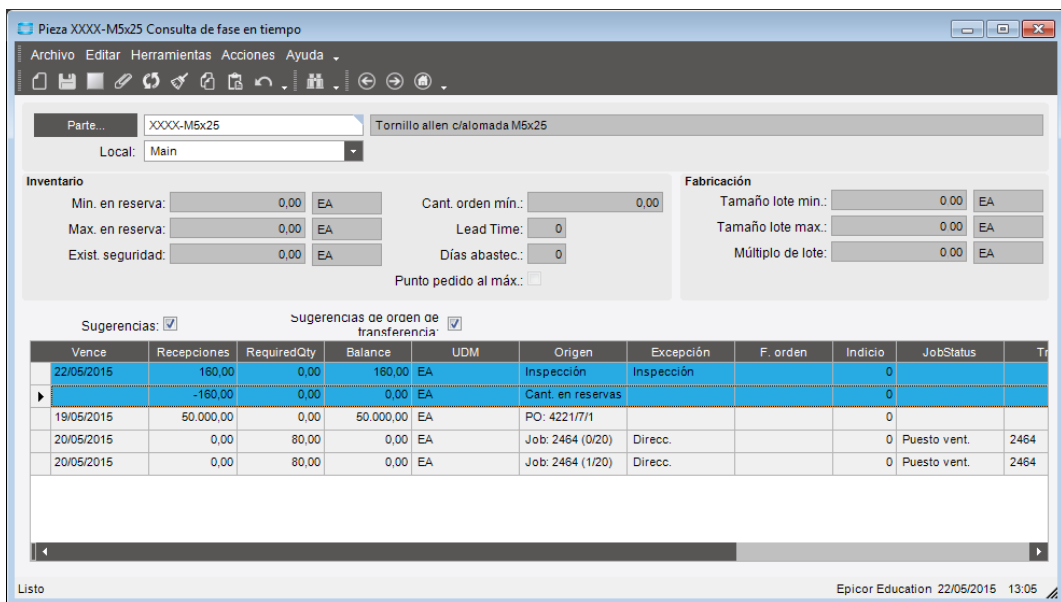 Pieza XXXX-M5x25 Consulta de fase en tiempo
Archivo Editar Herramientas Acciones Ayuda
Parte... XXXX-M5x25 Tornillo allen c/alomada M5x25
Local: Main
Inventario Fabricación
Min. en reserva: 0,00 EA Cant. orden mín.: 0,00 Tamaño lote min.: 0 00 EA
Max. en reserva: 0,00 EA Lead Time: 0 Tamaño lote max.: 0 00 EA
Exist. seguridad: 0,00 EA Días abastec.: 0 Múltiplo de lote: 0 00 EA
Punto pedido al máx.:
Sugerencias: Sugerencias de orden de
transferencia:
Vence Recepciones RequiredQty Balance UDM Origen Excepción F. orden Indicio JobStatus Tr
22/05/2015 160,00 0,00 160,00 EA Inspección Inspección 0
-160,00 0,00 0,00 EA Cant. en reservas 0
19/05/2015 50.000,00 0,00 50.000,00 EA PO: 4221/7/1 0
20/05/2015 0,00 80,00 0,00 EA Job: 2464 (0/20) Direcc. 0 Puesto vent. 2464
20/05/2015 0,00 80,00 0,00 EA Job: 2464 (1/20) Direcc. 0 Puesto vent. 2464
Listo Epicor Education 22/05/2015 13:05